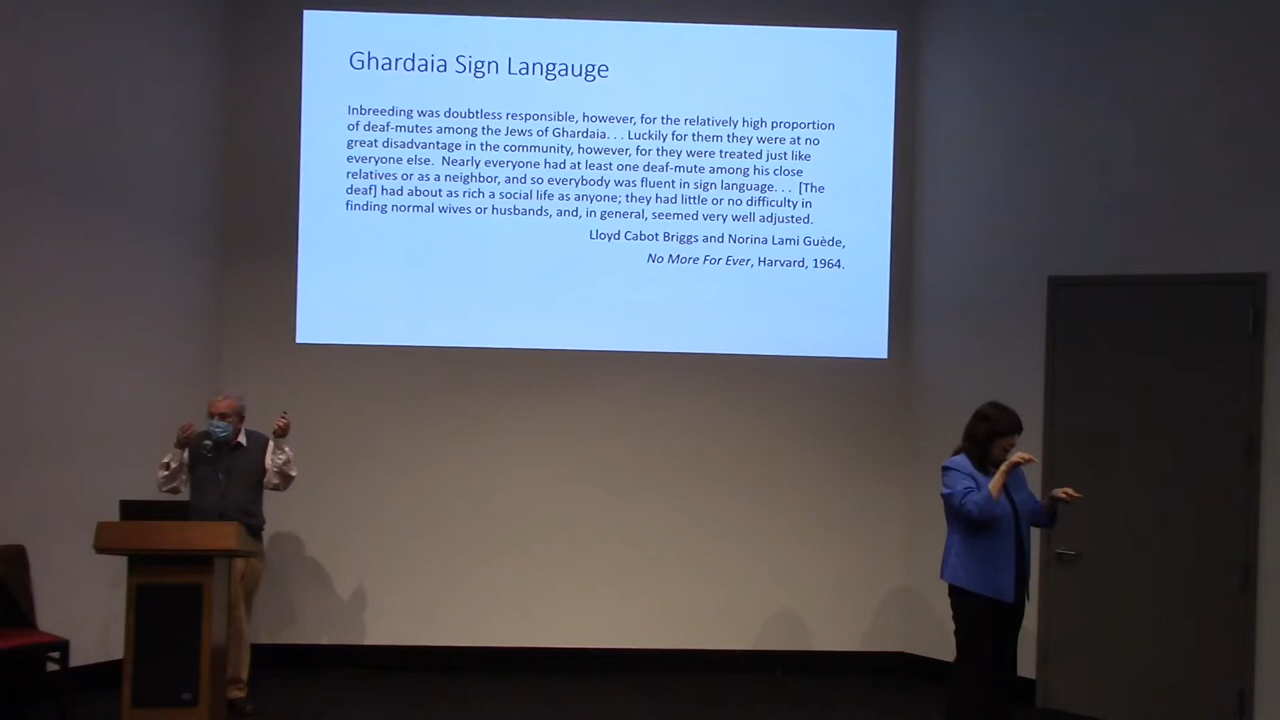 Ghardaia Sign Langauge
Inbreeding was doubtless responsible, however, for the relatively high proportion
of deaf-mutes among the Jews of Ghardaia. . . Luckily for them they were at no
great disadvantage in the community, however, for they were treated just like
everyone else.  Nearly everyone had at least one deaf-mute among his close
relatives or as a neighbor, and so everybody was fluent in sign language. . .  [The
deaf] had about as rich a social life as anyone; they had little or no difficulty in
finding normal wives or husbands, and, in general, seemed very well adjusted.
Lloyd Cabot Briggs and Norina Lami Guède,
No More For Ever, Harvard, 1964.